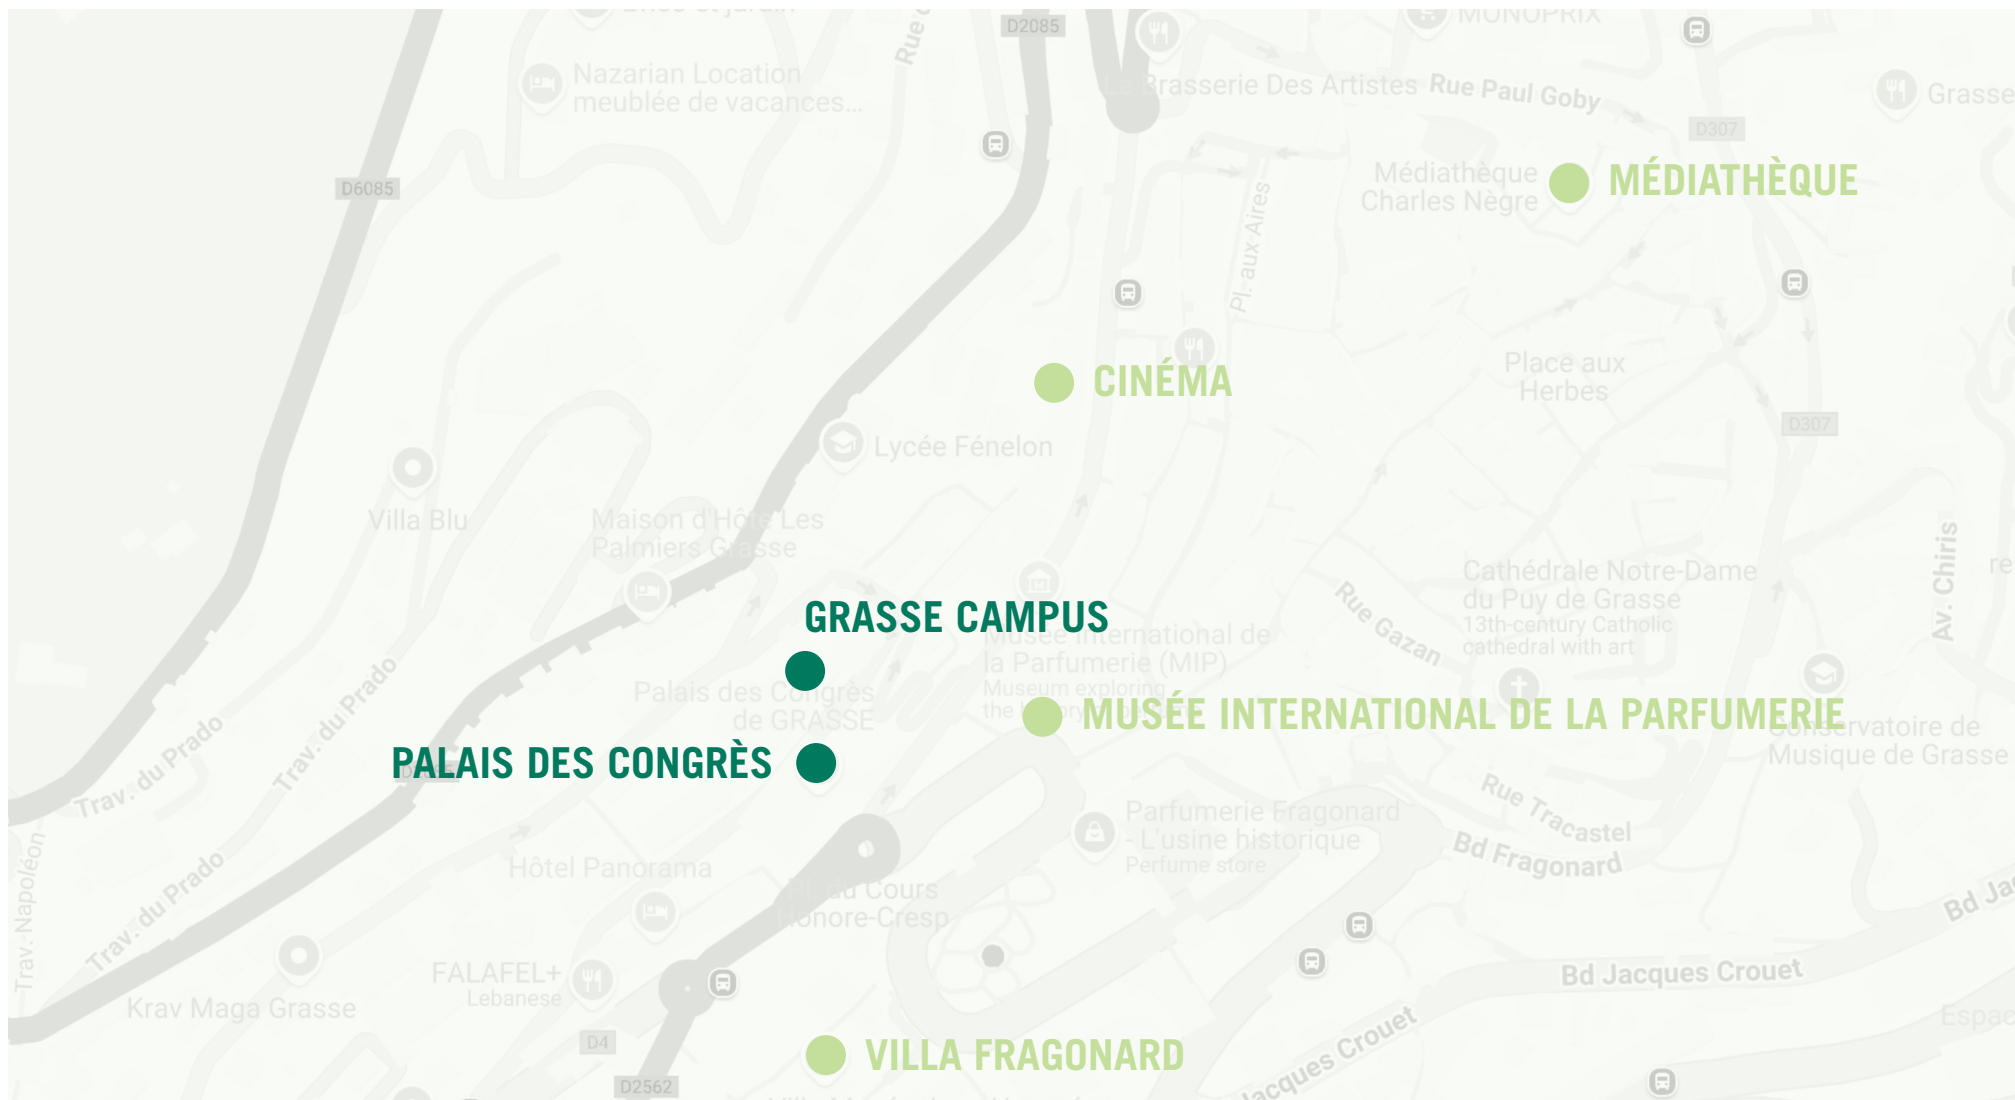 D2085
MONOPRIX
Nazarian Location
meublée de vacances...
La Brasserie Des Artistes
Rue Paul Goby
Grasse
D307
D6085
Médiathèque
Charles Nègre
MÉDIATHÈQUE
Pl. aux Aires
Place aux
Herbes
CINÉMA
D307
Lycée Fénelon
Villa Blu
Maison d'Hôte Les
Palmiers Grasse
Av. Chiris
Cathédrale Notre-Dame
du Puy de Grasse
13th-century Catholic
cathedral with art
Rue Gazan
GRASSE CAMPUS
Musée International de
la Parfumerie (MIP)
Museum exploring
Palais des Congrès
de GRASSE
MUSÉE INTERNATIONAL DE LA PARFUMERIE
Conservatoire de
Musique de Grasse
PALAIS DES CONGRÈS
Trav. du Prado
Trav. du Prado
Trav. du Prado
Trav. Napoléon
Parfumerie Fragonard
- L'usine historique
Perfume store
Rue Tracastel
Bd Fragonard
Hôtel Panorama
Pl. du Cours
Honore-Cresp
FALAFEL+
Lebanese
Krav Maga Grasse
Bd Jacques Crouet
Jacques Crouet
D4
VILLA FRAGONARD
D2562